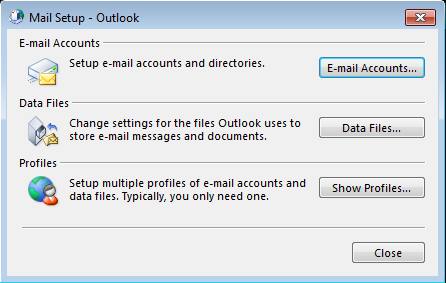 Mail Setup - Outlook
E-mail Accounts
Setup e-mail accounts and directories.
E-mail Accounts...
Data Files
Change settings for the files Outlook uses to
store e-mail messages and documents.
Data Files...
Profiles
Setup multiple profiles of e-mail accounts and
data files. Typically, you only need one.
Show Profiles...
Close